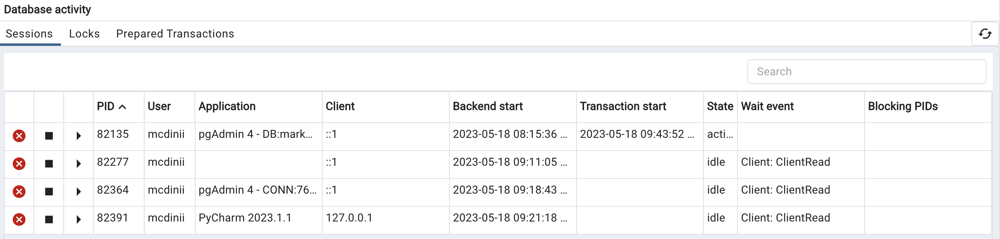 Database activity
Sessions Locks Prepared Transactions
Search
PID User Application Client Backend start Transaction start State Wait event Blocking PIDs
82135 mcdinii pgAdmin 4 - DB:mark... ::1 2023-05-18 08:15:36 ... 2023-05-18 09:43:52 ... acti...
82277 mcdinii ::1 2023-05-18 09:11:05 ... idle Client: ClientRead
82364 mcdinii pgAdmin 4 - CONN:76... ::1 2023-05-18 09:18:43 ... idle Client: ClientRead
82391 mcdinii PyCharm 2023.1.1 127.0.0.1 2023-05-18 09:21:18 ... idle Client: ClientRead